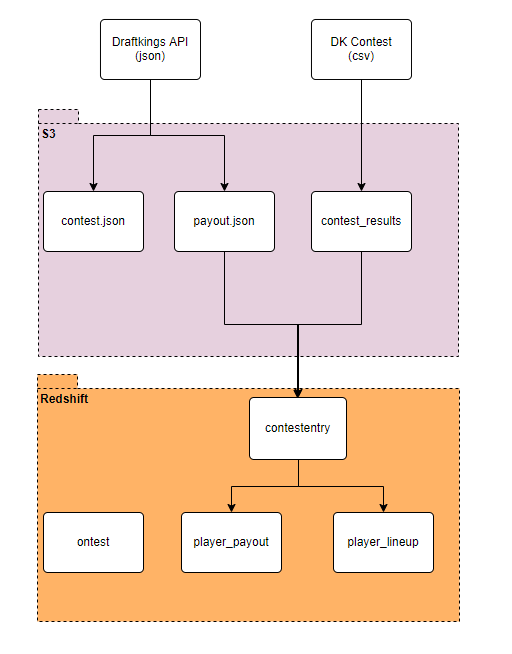 Draftkings API
(json)
DK Contest
(csv)
S3
contest.json
payout.json
contest_results
Redshift
contestentry
ontest
player_payout
player_lineup